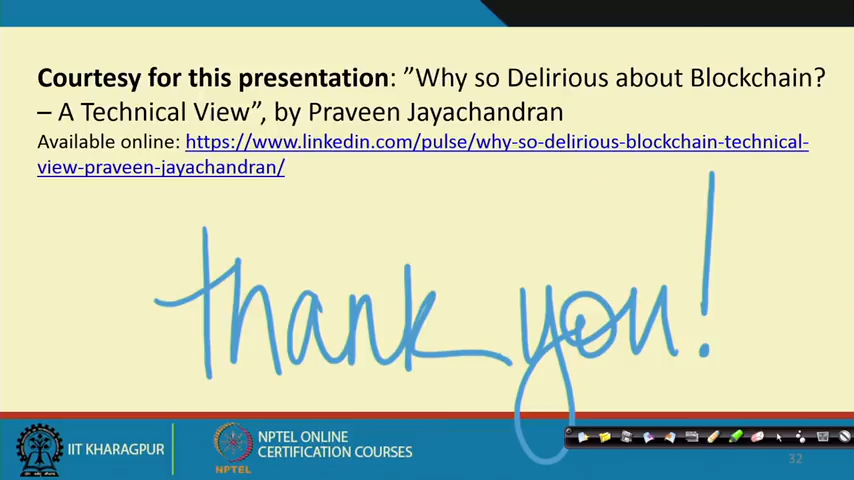 Courtesy for this presentation: ”Why so Delirious about Blockchain?
– A Technical View”, by Praveen Jayachandran
Available online: https://www.linkedin.com/pulse/why-so-delirious-blockchain-technical-
view-praveen-jayachandran/
thank you!
IIT KHARAGPUR
NPTEL
NPTEL ONLINE
CERTIFICATION COURSES
32